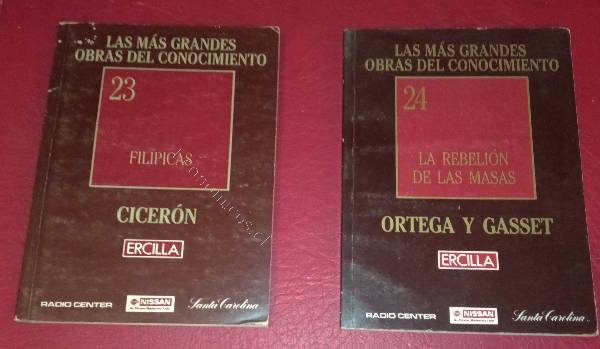 LAS MÁS GRANDES
OBRAS DEL CONOCIMIENTO
23
FILÍPICAS
CICERÓN
ERCILLA
RADIO CENTER
NISSAN
Santa Carolina
LAS MÁS GRANDES
OBRAS DEL CONOCIMIENTO
24
LA REBELIÓN
DE LAS MASAS
ORTEGA Y GASSET
ERCILLA
RADIO CENTER
NISSAN
Santa Carolina